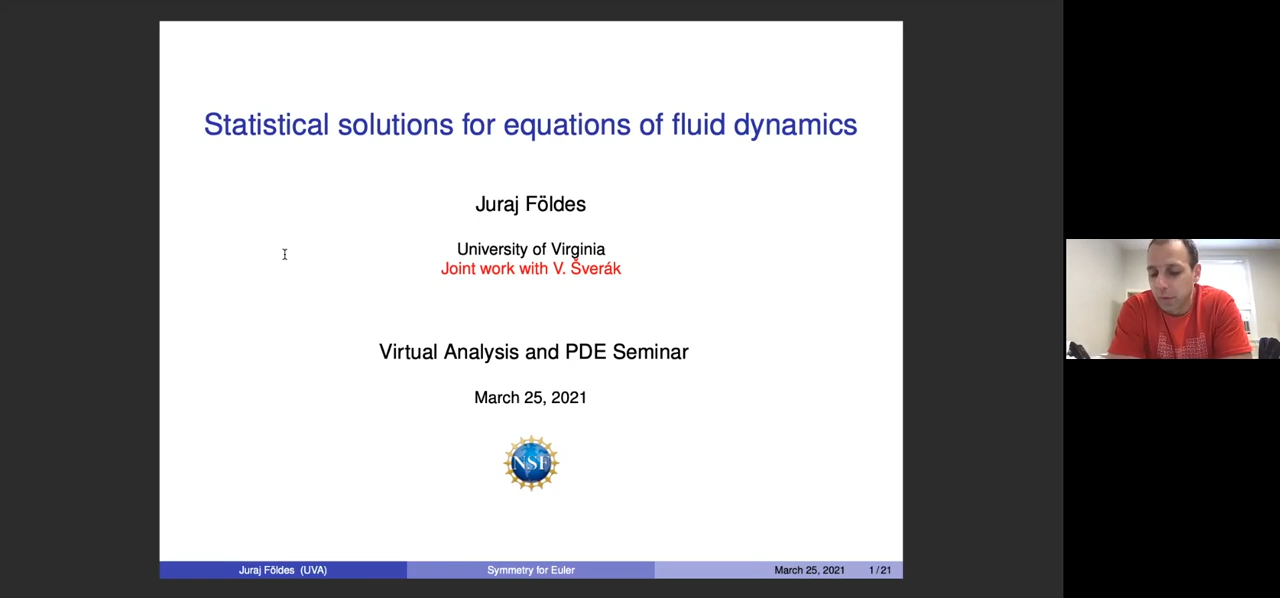 Statistical solutions for equations of fluid dynamics
Juraj Földes
University of Virginia
Joint work with V. Šverák
Virtual Analysis and PDE Seminar
March 25, 2021
NSF
Juraj Földes (UVA) Symmetry for Euler March 25, 2021 1 / 21